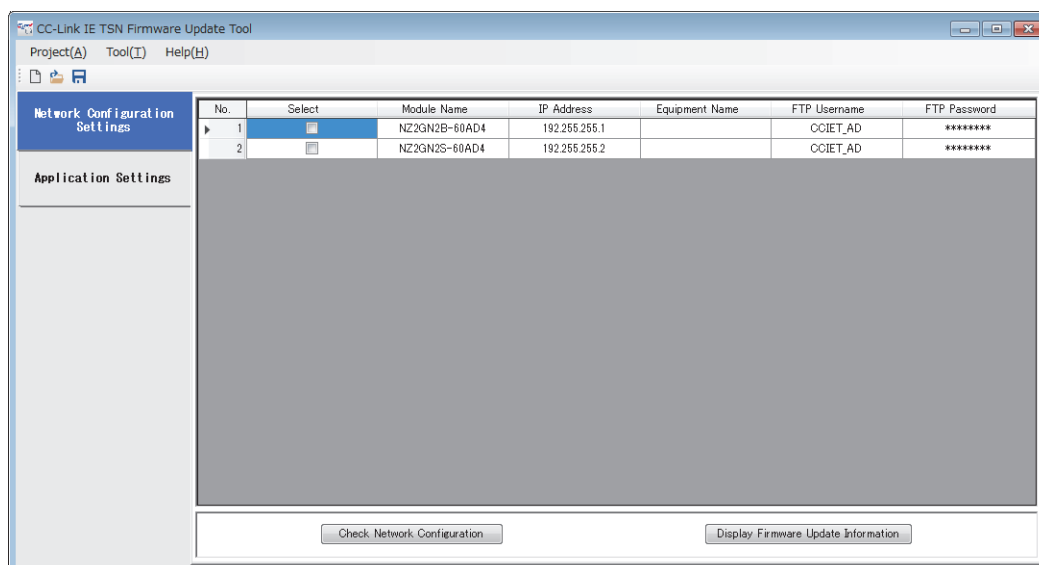 CC-Link IE TSN Firmware Update Tool
Project(A) Tool(T) Help(H)
Network Configuration
Settings
Application Settings
No. Select Module Name IP Address Equipment Name FTP Username FTP Password
1 NZ2GN2B-60AD4 192.255.255.1 CCIET_AD ********
2 NZ2GN2S-60AD4 192.255.255.2 CCIET_AD ********
Check Network Configuration Display Firmware Update Information